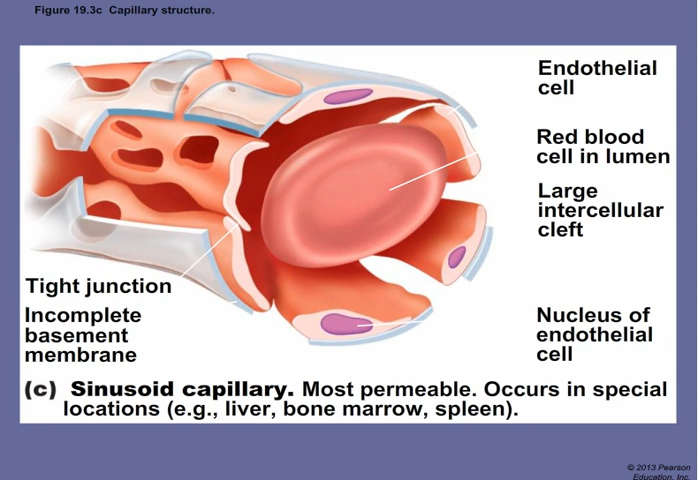 Figure 19.3c Capillary structure.
Endothelial
cell
Red blood
cell in lumen
Large
intercellular
cleft
Tight junction
Incomplete
basement
membrane
Nucleus of
endothelial
cell
(c) Sinusoid capillary. Most permeable. Occurs in special
locations (e.g., liver, bone marrow, spleen).
© 2013 Pearson
Education, Inc.